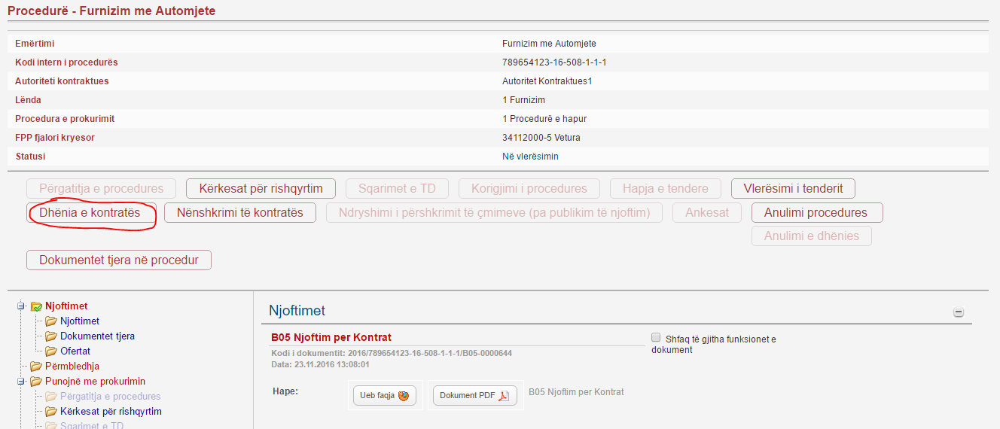 Procedurë - Furnizim me Automjete
Emërtimi Furnizim me Automjete
Kodi intern i procedurës 789654123-16-508-1-1-1
Autoriteti kontraktues Autoritet Kontraktues1
Lënda 1 Furnizim
Procedura e prokurimit 1 Procedurë e hapur
FPP fjalori kryesor 34112000-5 Vetura
Statusi Në vlerësimin
Përgatitja e procedures Kërkesat për rishqyrtim Sqarimet e TD Korigjimi i procedures Hapja e tendere Vlerësimi i tenderit
Dhënia e kontratës Nënshkrimi të kontratës Ndryshimi i përshkrimit të çmimeve (pa publikim të njoftim) Ankesat Anulimi procedures
Anulimi e dhënies
Dokumentet tjera në procedur
Njoftimet
Njoftimet
Dokumentet tjera
Ofertat
Përmbledhja
Punojnë me prokurimin
Përgatitja e procedures
Kërkesat për rishqyrtim
Sqarimet e TD
Njoftimet
B05 Njoftim per Kontrat
Kodi i dokumentit: 2016/789654123-16-508-1-1-1/B05-0000644
Data: 23.11.2016 13:08:01
Shfaq të gjitha funksionet e
dokument
Hape: Ueb faqja Dokument PDF B05 Njoftim per Kontrat